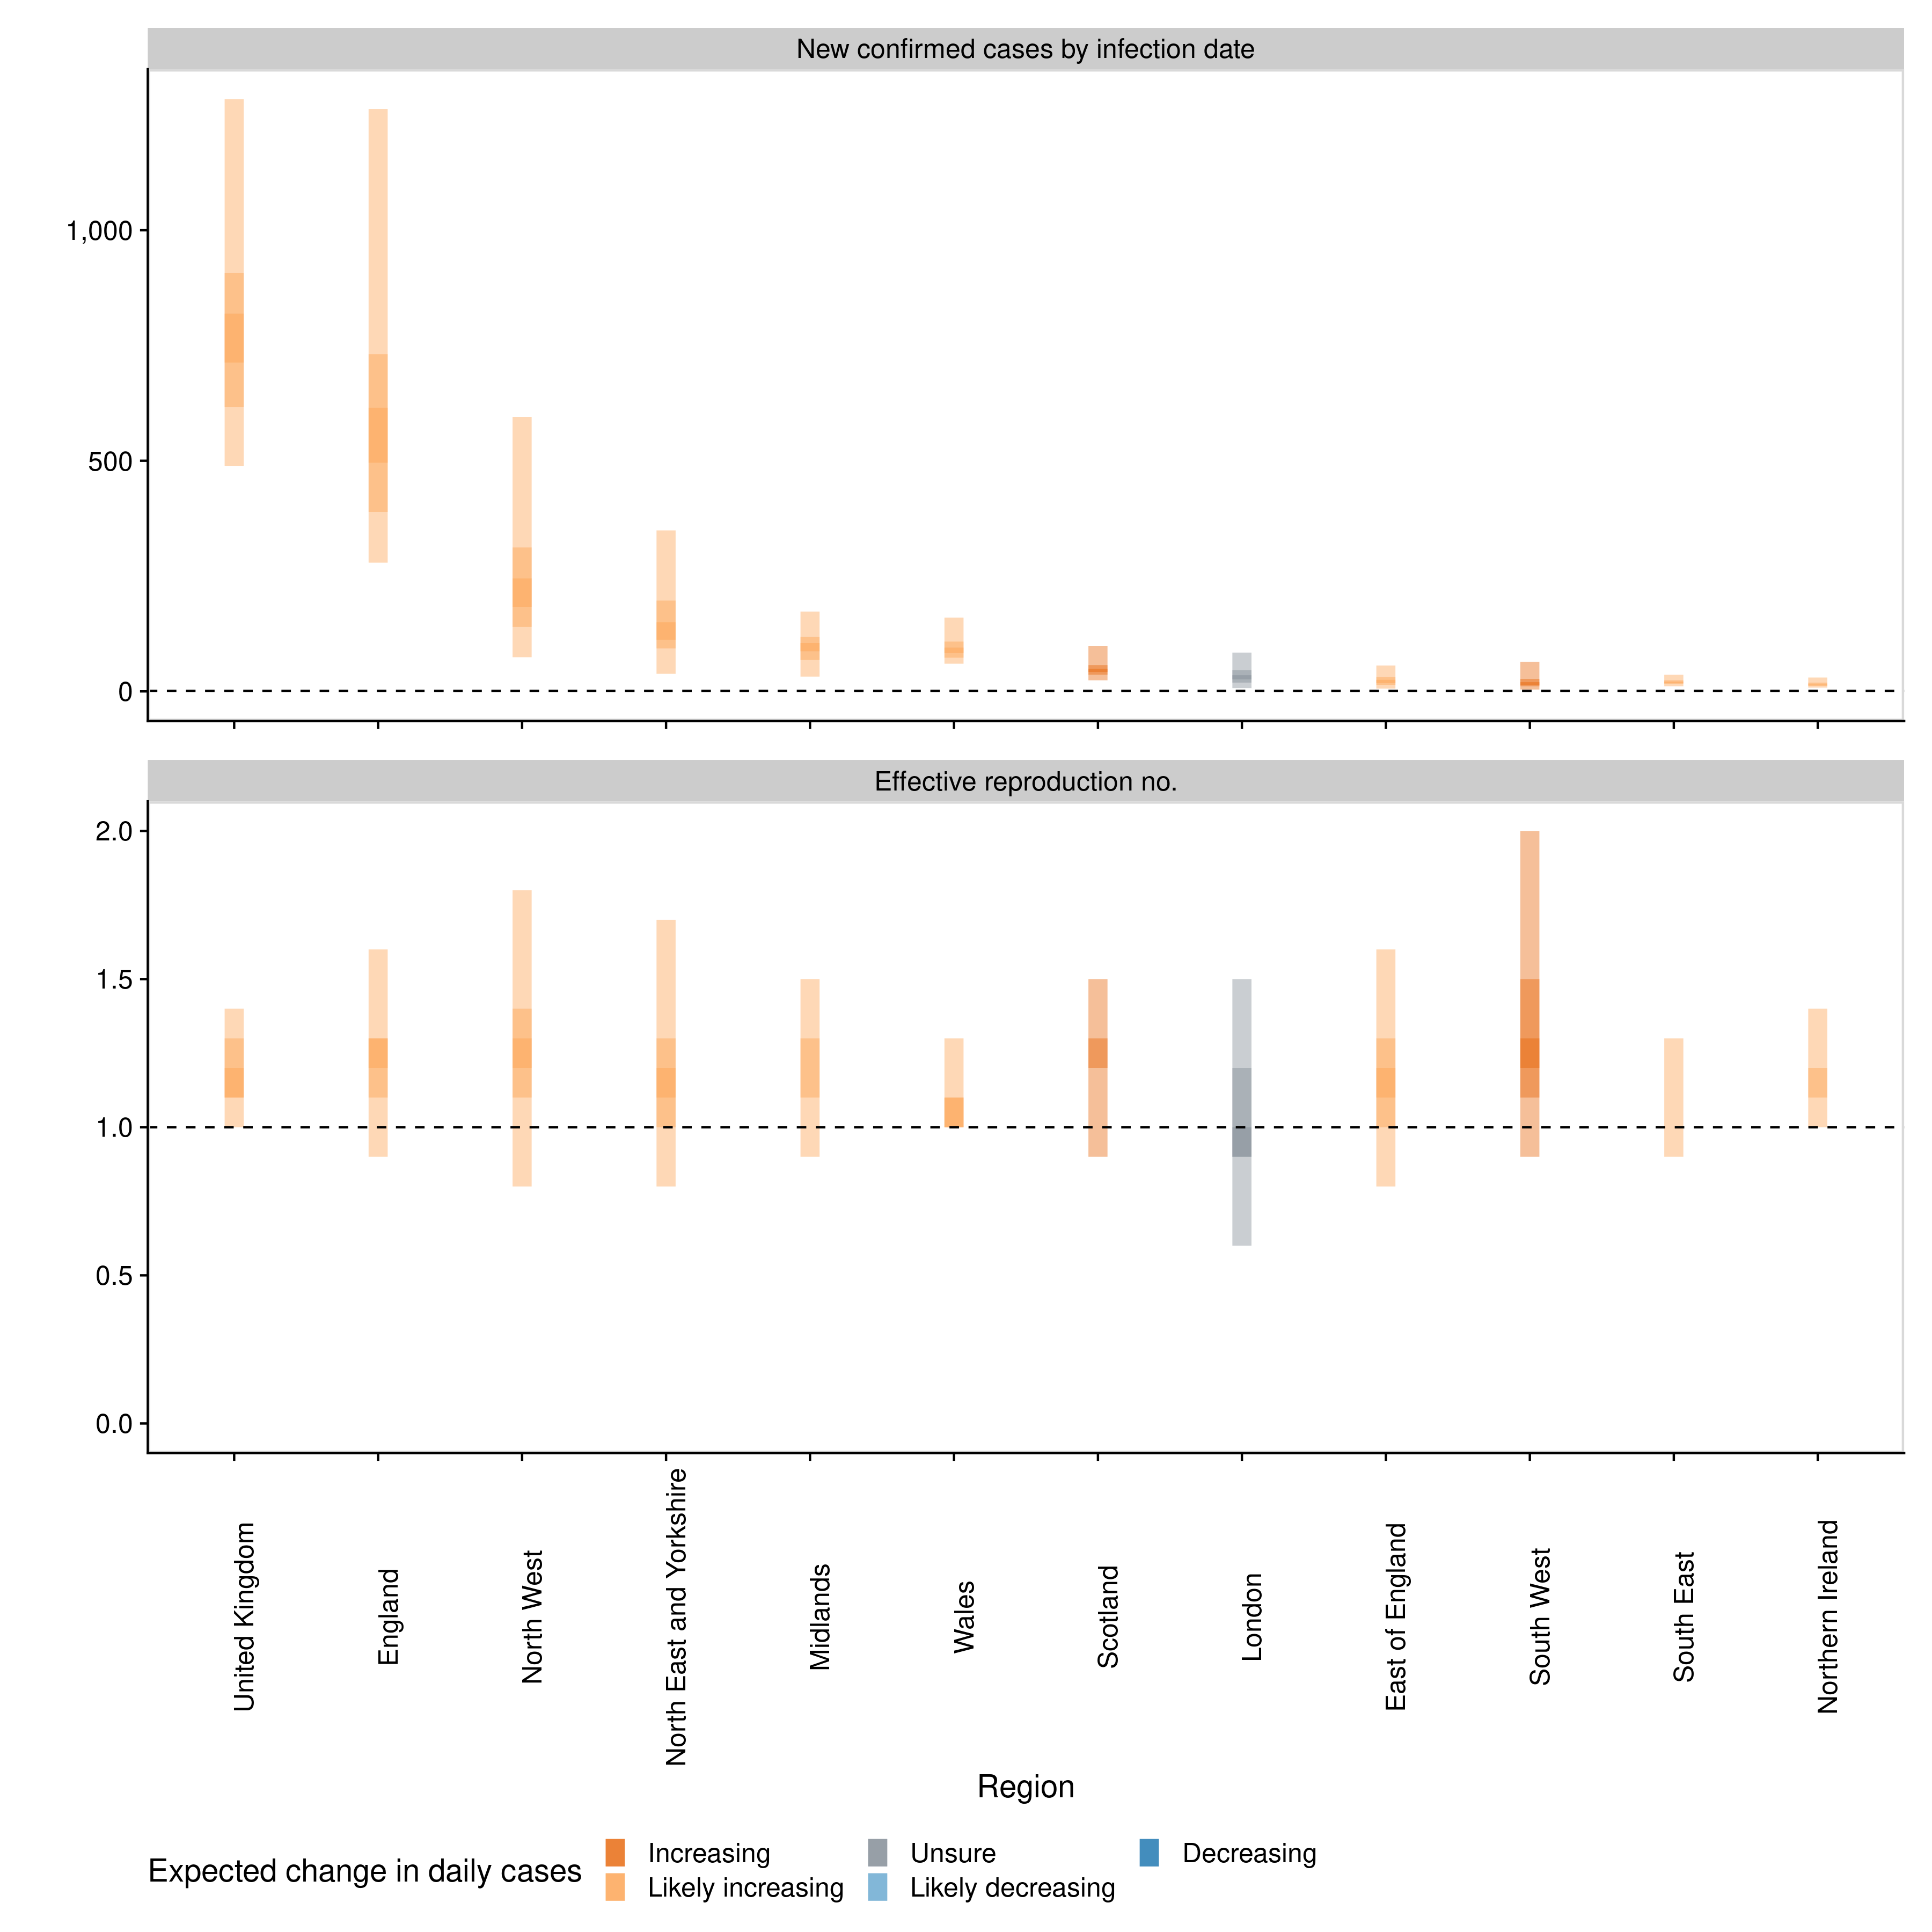 New confirmed cases by infection date
1,000
500
0
Effective reproduction no.
2.0
1.5
1.0
0.5
0.0
United Kingdom
England
North West
North East and Yorkshire
Midlands
Wales
Scotland
London
East of England
South West
South East
Northern Ireland
Region
Expected change in daily cases
Increasing
Likely increasing
Unsure
Likely decreasing
Decreasing